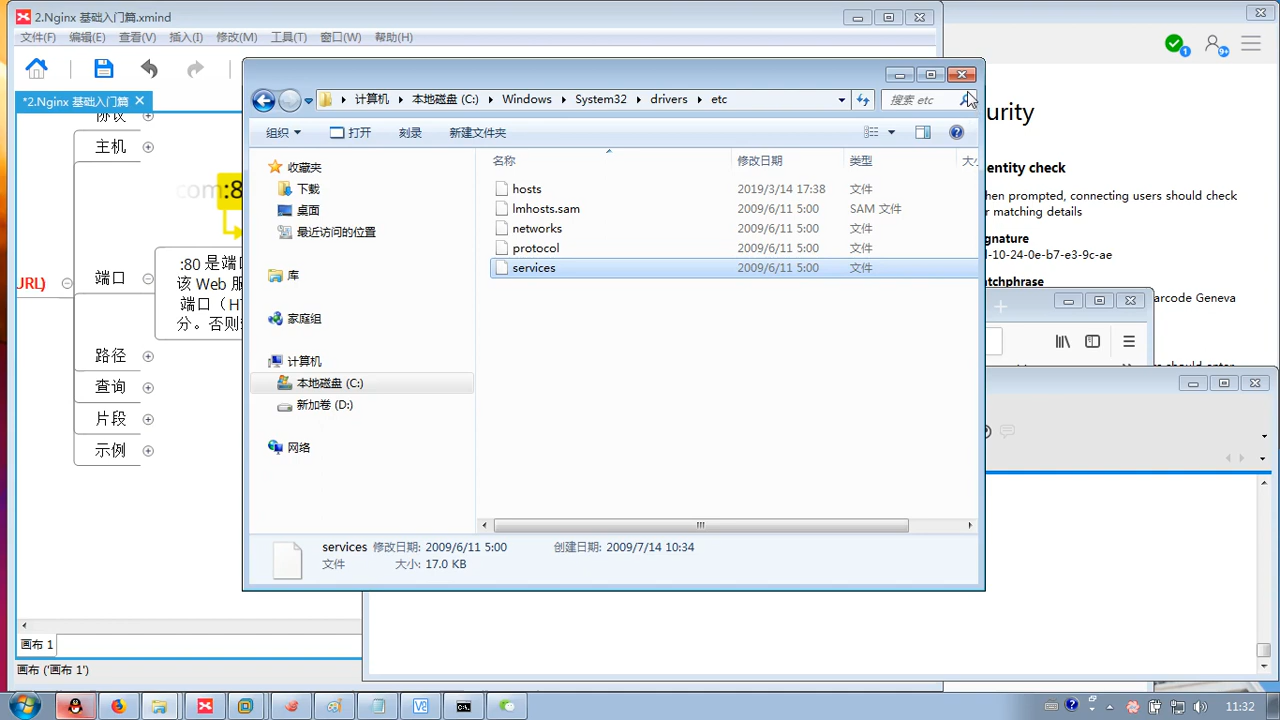 2.Nginx 基础入门篇.xmind
文件(F) 编辑(E) 查看(V) 插入(I) 修改(M) 工具(T) 窗口(W) 帮助(H)
*2.Nginx 基础入门篇
协议
主机
com:8
URL)
端口
:80 是端口
该 Web 服
端口（HT
分。否则
路径
查询
片段
示例
画布 1
画布 ('画布 1')
计算机 本地磁盘 (C:) Windows System32 drivers etc
搜索 etc
组织 打开 刻录 新建文件夹
收藏夹
下载
桌面
最近访问的位置
库
家庭组
计算机
本地磁盘 (C:)
新加卷 (D:)
网络
名称 修改日期 类型 大小
hosts 2019/3/14 17:38 文件
lmhosts.sam 2009/6/11 5:00 SAM 文件
networks 2009/6/11 5:00 文件
protocol 2009/6/11 5:00 文件
services 2009/6/11 5:00 文件
services 修改日期: 2009/6/11 5:00 创建日期: 2009/7/14 10:34
文件 大小: 17.0 KB
1
9+
urity
entity check
hen prompted, connecting users should check
r matching details
gnature
d-10-24-0e-b7-e3-9c-ae
tchphrase
arcode Geneva
11:32